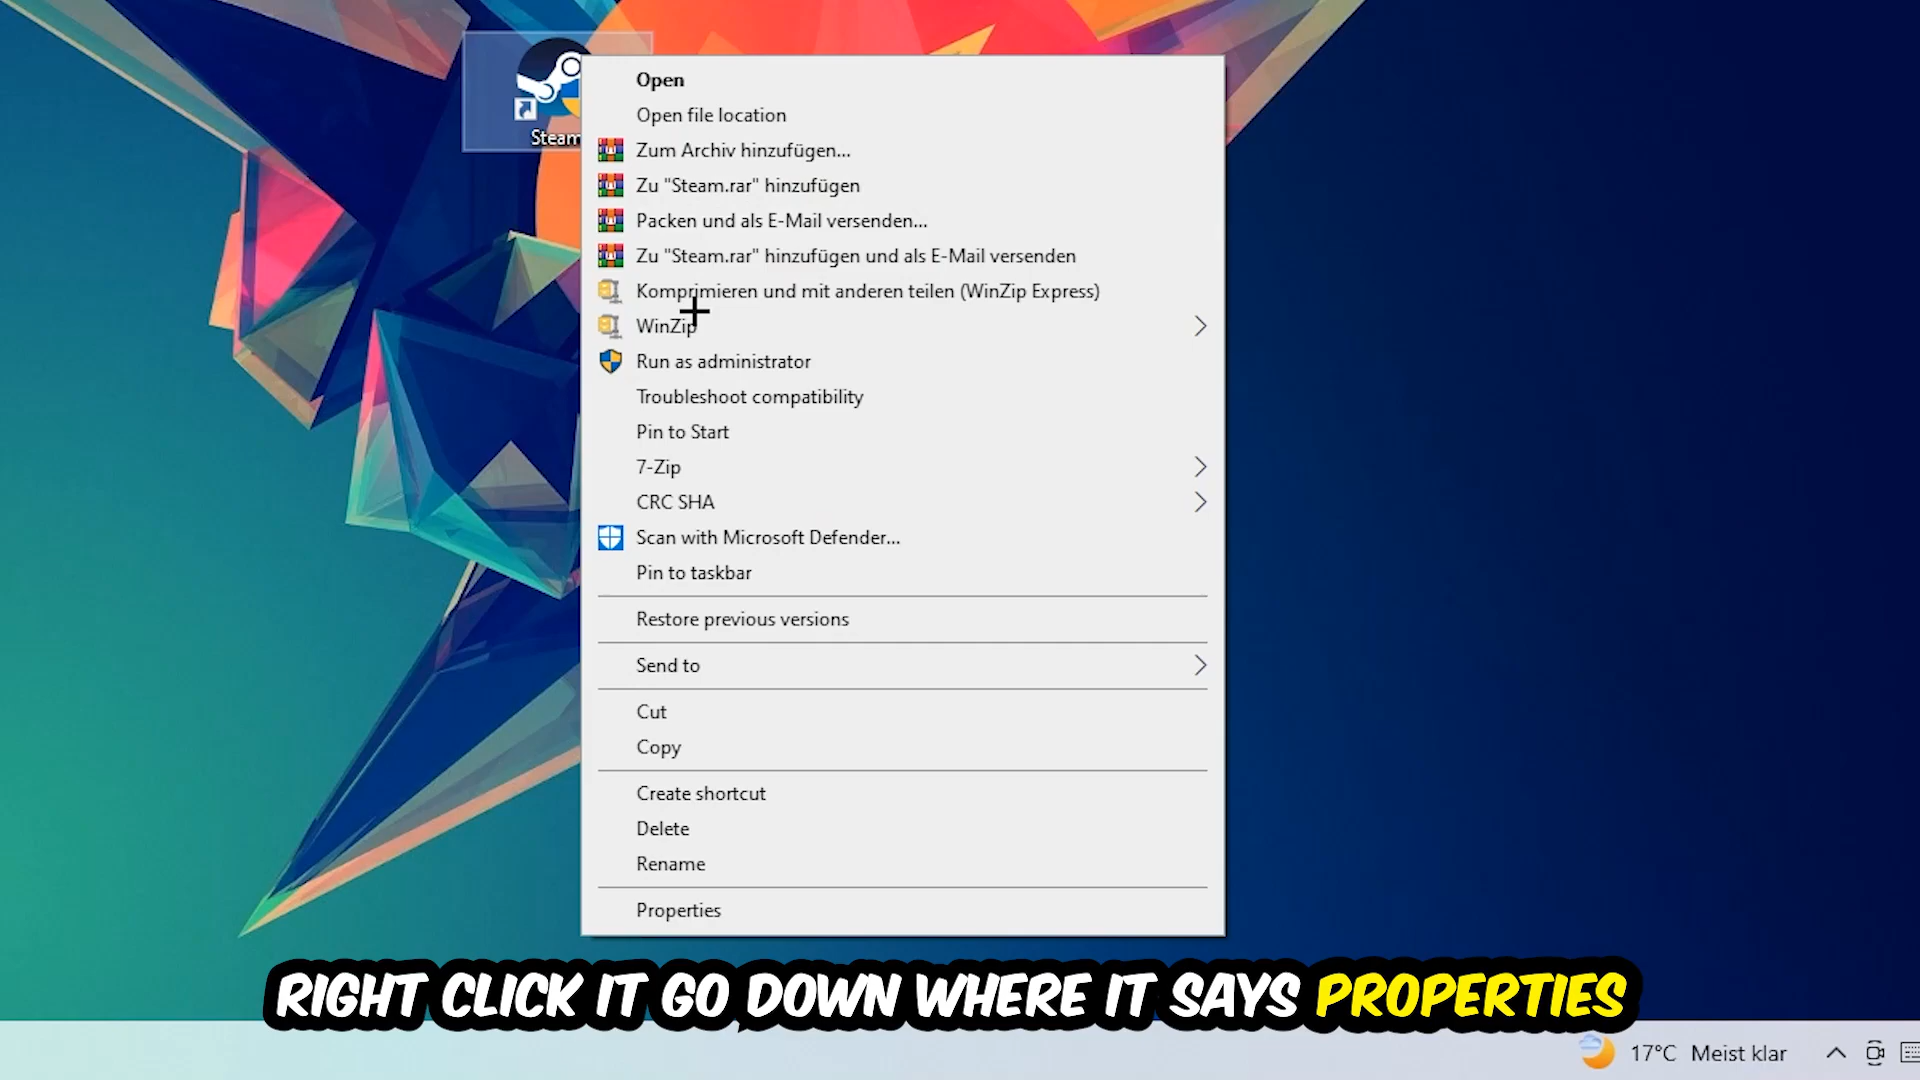 Steam
Open
Open file location
Zum Archiv hinzufügen...
Zu "Steam.rar" hinzufügen
Packen und als E-Mail versenden...
Zu "Steam.rar" hinzufügen und als E-Mail versenden
Komprimieren und mit anderen teilen (WinZip Express)
WinZip
Run as administrator
Troubleshoot compatibility
Pin to Start
7-Zip
CRC SHA
Scan with Microsoft Defender...
Pin to taskbar
Restore previous versions
Send to
Cut
Copy
Create shortcut
Delete
Rename
Properties
RIGHT CLICK IT GO DOWN WHERE IT SAYS PROPERTIES
17°C Meist klar